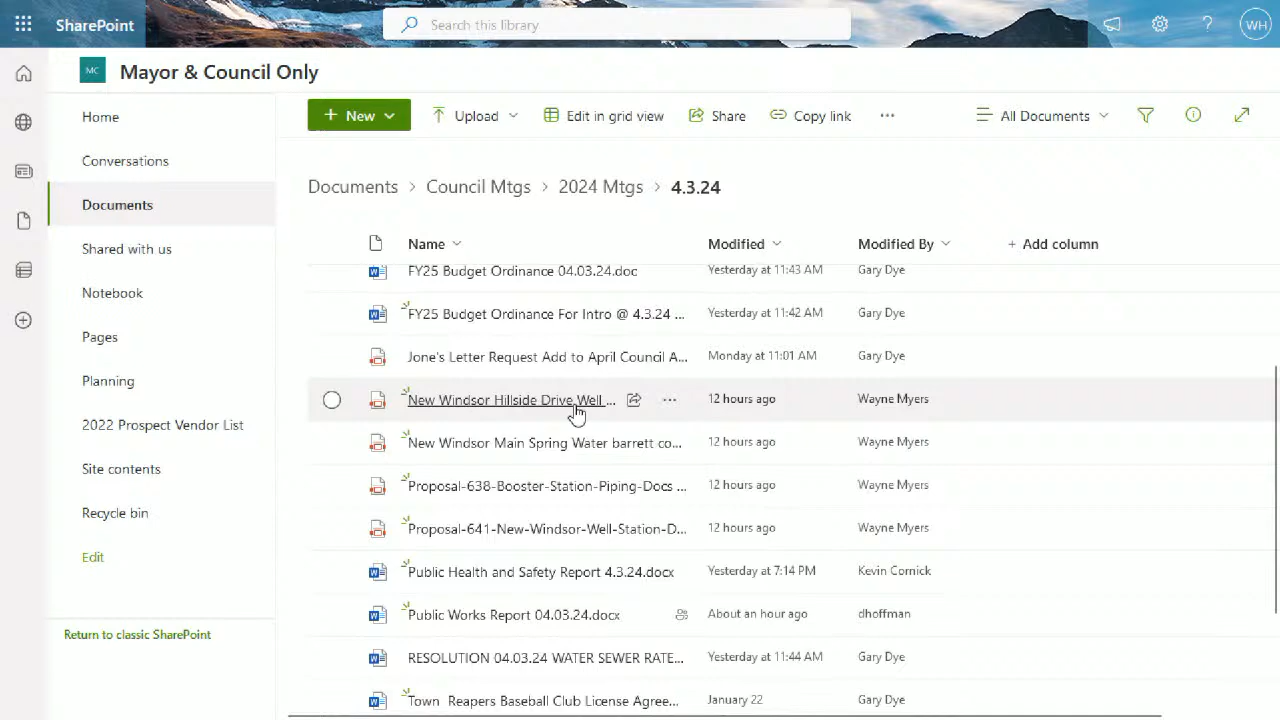 SharePoint
Search this library
WH
MC
Mayor & Council Only
Home
Conversations
Documents
Shared with us
Notebook
Pages
Planning
2022 Prospect Vendor List
Site contents
Recycle bin
Edit
Return to classic SharePoint
+ New
Upload
Edit in grid view
Share
Copy link
...
All Documents
Documents > Council Mtgs > 2024 Mtgs > 4.3.24
Name Modified Modified By + Add column
FY25 Budget Ordinance 04.03.24.doc Yesterday at 11:43 AM Gary Dye
FY25 Budget Ordinance For Intro @ 4.3.24 ... Yesterday at 11:42 AM Gary Dye
Jone's Letter Request Add to April Council A... Monday at 11:01 AM Gary Dye
New Windsor Hillside Drive Well ... ... 12 hours ago Wayne Myers
New Windsor Main Spring Water barrett co... 12 hours ago Wayne Myers
Proposal-638-Booster-Station-Piping-Docs ... 12 hours ago Wayne Myers
Proposal-641-New-Windsor-Well-Station-D... 12 hours ago Wayne Myers
Public Health and Safety Report 4.3.24.docx Yesterday at 7:14 PM Kevin Cornick
Public Works Report 04.03.24.docx About an hour ago dhoffman
RESOLUTION 04.03.24 WATER SEWER RATE... Yesterday at 11:44 AM Gary Dye
Town Reapers Baseball Club License Agree... January 22 Gary Dye